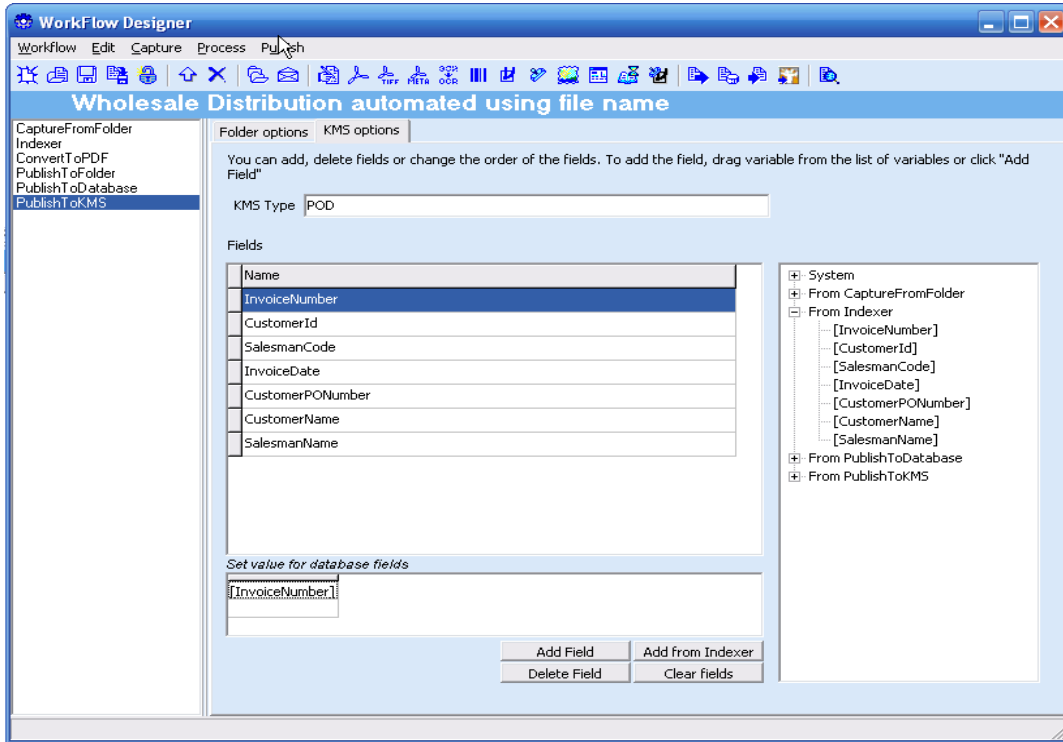 WorkFlow Designer
Workflow Edit Capture Process Publish
TIFF META OCR
Wholesale Distribution automated using file name
CaptureFromFolder
Indexer
ConvertToPDF
PublishToFolder
PublishToDatabase
PublishToKMS
Folder options KMS options
You can add, delete fields or change the order of the fields. To add the field, drag variable from the list of variables or click "Add
Field"
KMS Type POD
Fields
Name
InvoiceNumber
CustomerId
SalesmanCode
InvoiceDate
CustomerPONumber
CustomerName
SalesmanName
Set value for database fields
[InvoiceNumber]
Add Field Add from Indexer
Delete Field Clear fields
System
From CaptureFromFolder
From Indexer
[InvoiceNumber]
[CustomerId]
[SalesmanCode]
[InvoiceDate]
[CustomerPONumber]
[CustomerName]
[SalesmanName]
From PublishToDatabase
From PublishToKMS